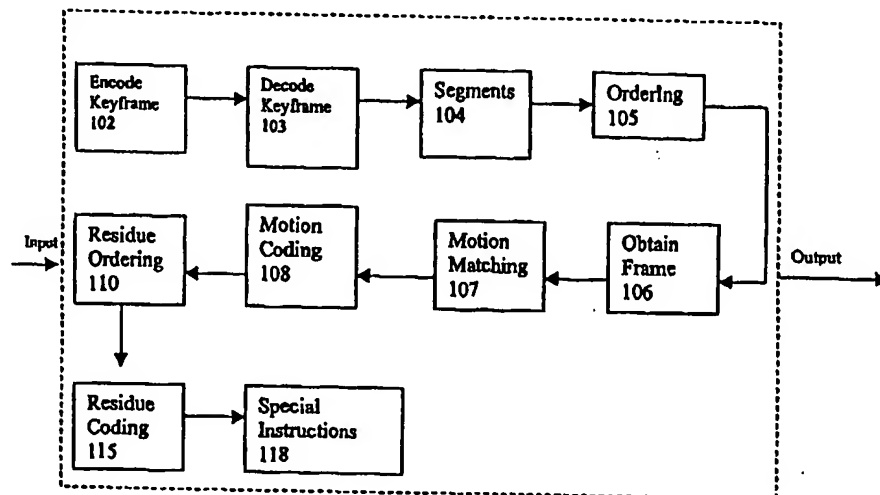 Encode
Keyframe
102
Decode
Keyframe
103
Segments
104
Ordering
105
Input
Residue
Ordering
110
Motion
Coding
108
Motion
Matching
107
Obtain
Frame
106
Output
Residue
Coding
115
Special
Instructions
118